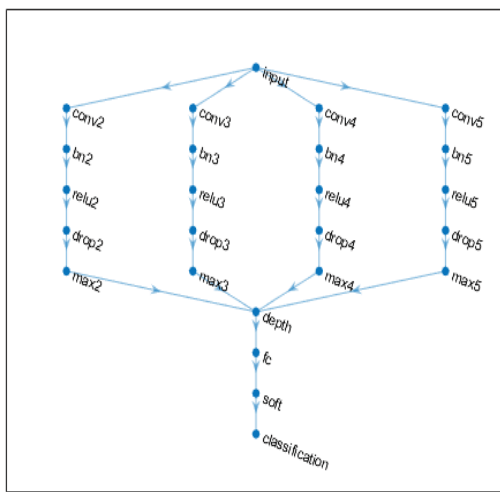 input
conv2
conv3
conv4
conv5
bn2
bn3
bn4
bn5
relu2
relu3
relu4
relu5
drop2
drop3
drop4
drop5
max2
max3
max4
max5
depth
fc
soft
classification